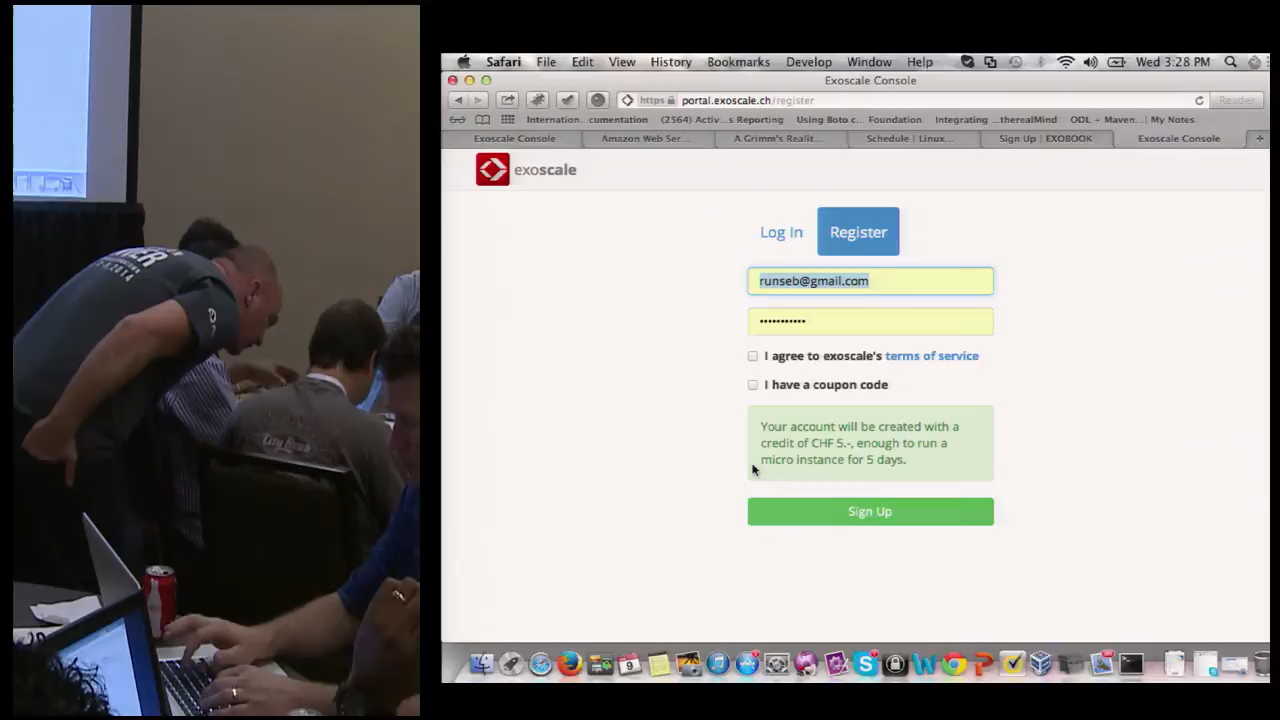 Safari File Edit View History Bookmarks Develop Window Help Wed 3:28 PM
Exoscale Console
https portal.exoscale.ch/register Reader
Internation...cumentation (2564) Activ...s Reporting Using Boto c... Foundation Integrating ...therealMind ODL + Maven... My Notes
Exoscale Console Amazon Web Ser... A Grimm's Realit... Schedule | Linux... Sign Up | EXOBOOK Exoscale Console
exoscale
Log In Register
runseb@gmail.com
•••••••••••
I agree to exoscale's terms of service
I have a coupon code
Your account will be created with a
credit of CHF 5.-, enough to run a
micro instance for 5 days.
Sign Up
9
2014